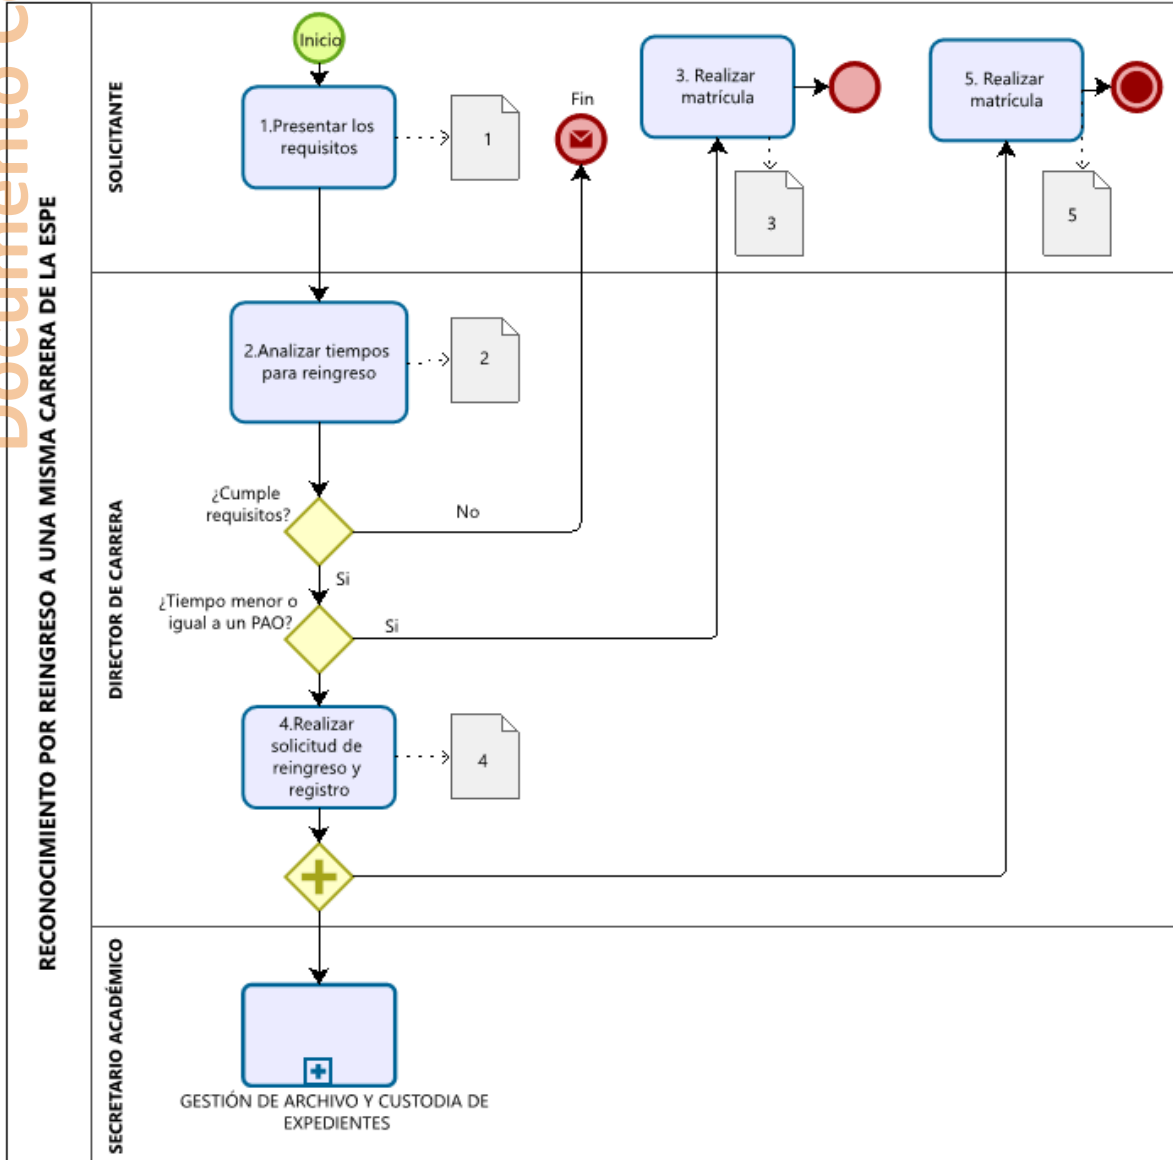 Documento c
RECONOCIMIENTO POR REINGRESO A UNA MISMA CARRERA DE LA ESPE
SOLICITANTE
Inicio
1.Presentar los
requisitos
1
Fin
3. Realizar
matrícula
3
5. Realizar
matrícula
5
DIRECTOR DE CARRERA
2.Analizar tiempos
para reingreso
2
¿Cumple
requisitos?
No
Si
¿Tiempo menor o
igual a un PAO?
Si
4.Realizar
solicitud de
reingreso y
registro
4
SECRETARIO ACADÉMICO
GESTIÓN DE ARCHIVO Y CUSTODIA DE
EXPEDIENTES